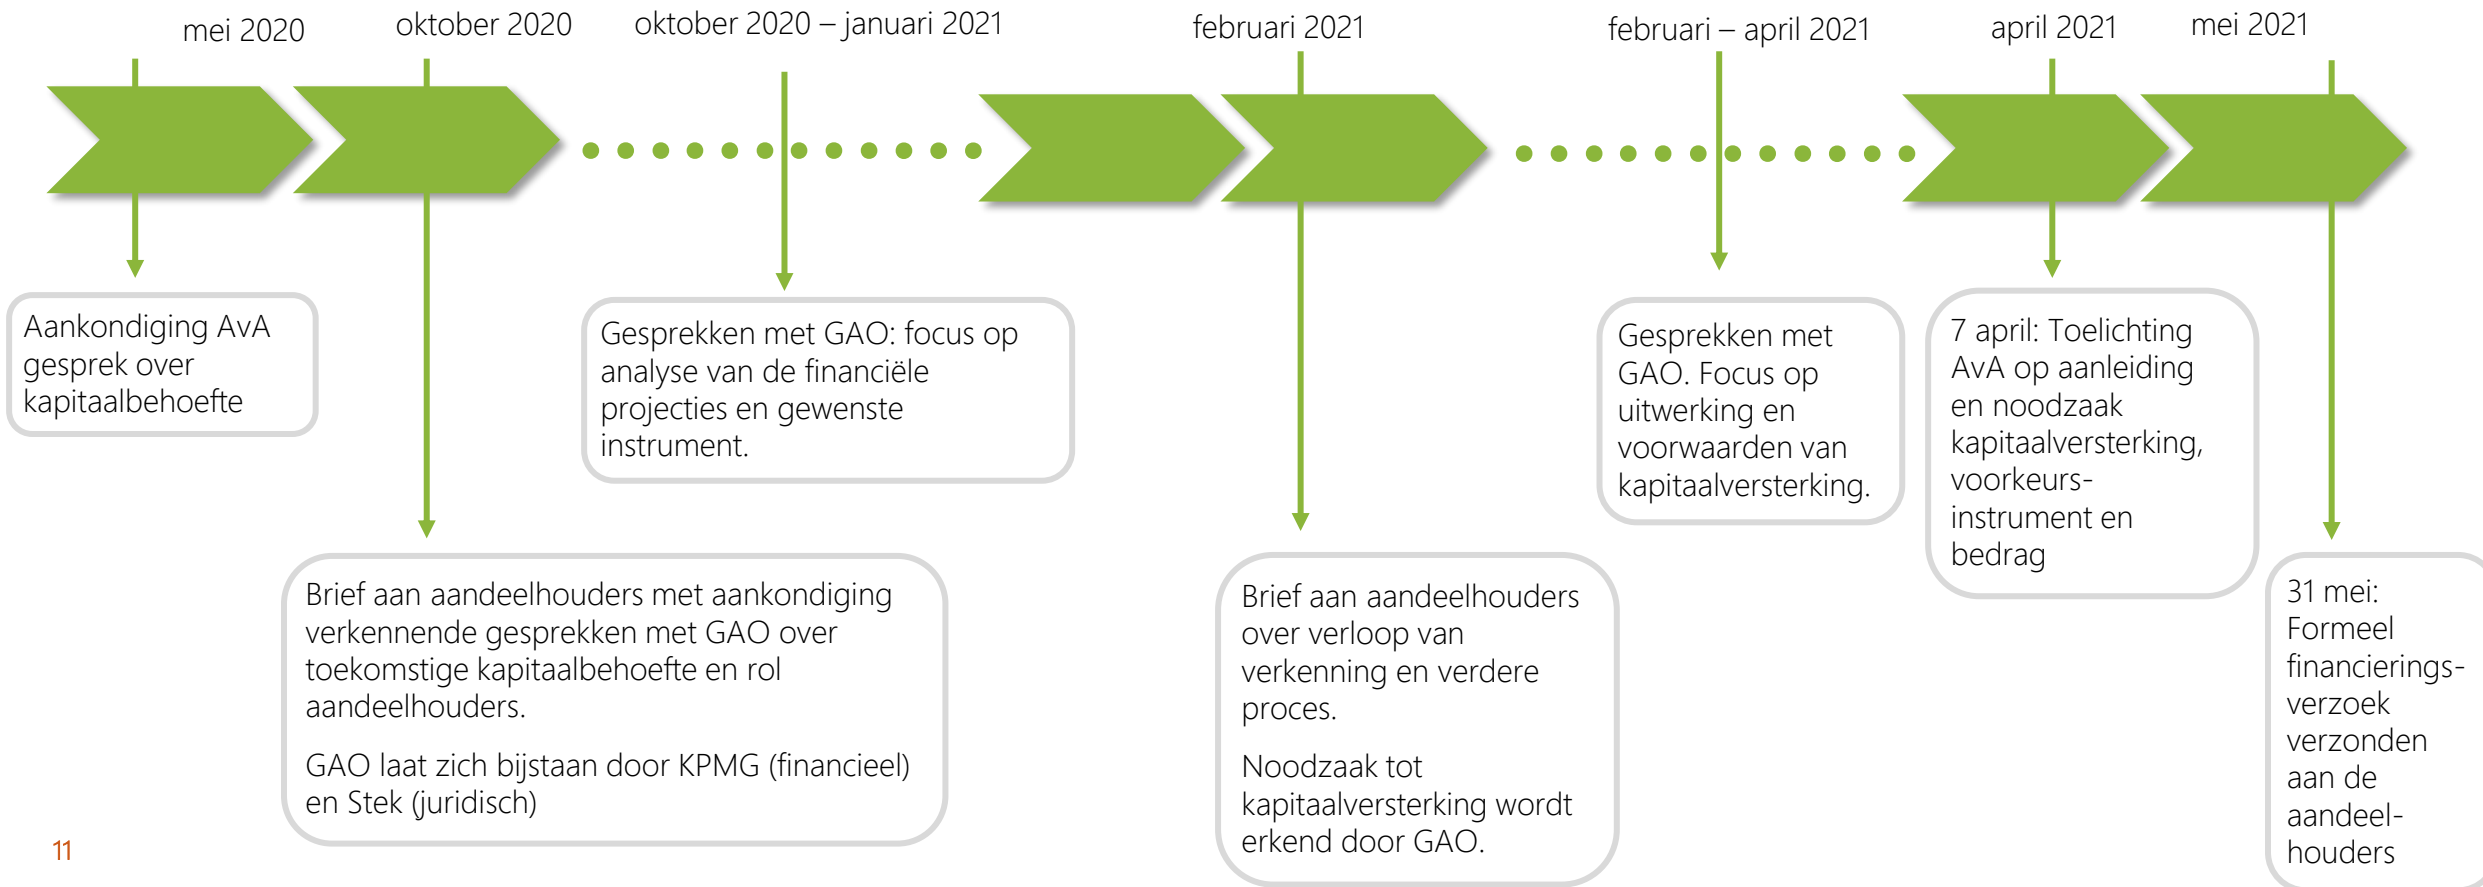 mei 2020
oktober 2020
oktober 2020 – januari 2021
februari 2021
februari – april 2021
april 2021
mei 2021
Aankondiging AvA
gesprek over
kapitaalbehoefte
Brief aan aandeelhouders met aankondiging
verkennende gesprekken met GAO over
toekomstige kapitaalbehoefte en rol
aandeelhouders.
GAO laat zich bijstaan door KPMG (financieel)
en Stek (juridisch)
Gesprekken met GAO: focus op
analyse van de financiële
projecties en gewenste
instrument.
Brief aan aandeelhouders
over verloop van
verkenning en verdere
proces.
Noodzaak tot
kapitaalversterking wordt
erkend door GAO.
Gesprekken met
GAO. Focus op
uitwerking en
voorwaarden van
kapitaalversterking.
7 april: Toelichting
AvA op aanleiding
en noodzaak
kapitaalversterking,
voorkeurs-
instrument en
bedrag
31 mei:
Formeel
financierings-
verzoek
verzonden
aan de
aandeel-
houders
11